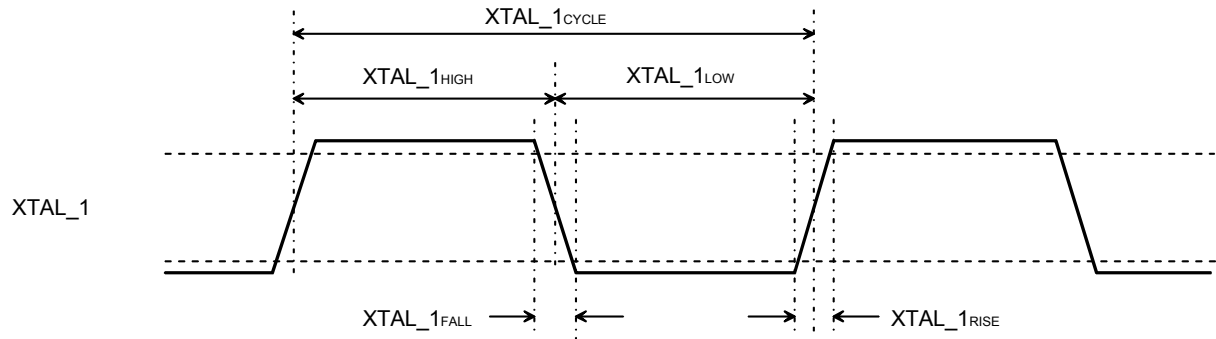 XTAL_1CYCLE
XTAL_1HIGH
XTAL_1LOW
XTAL_1
XTAL_1FALL
XTAL_1RISE